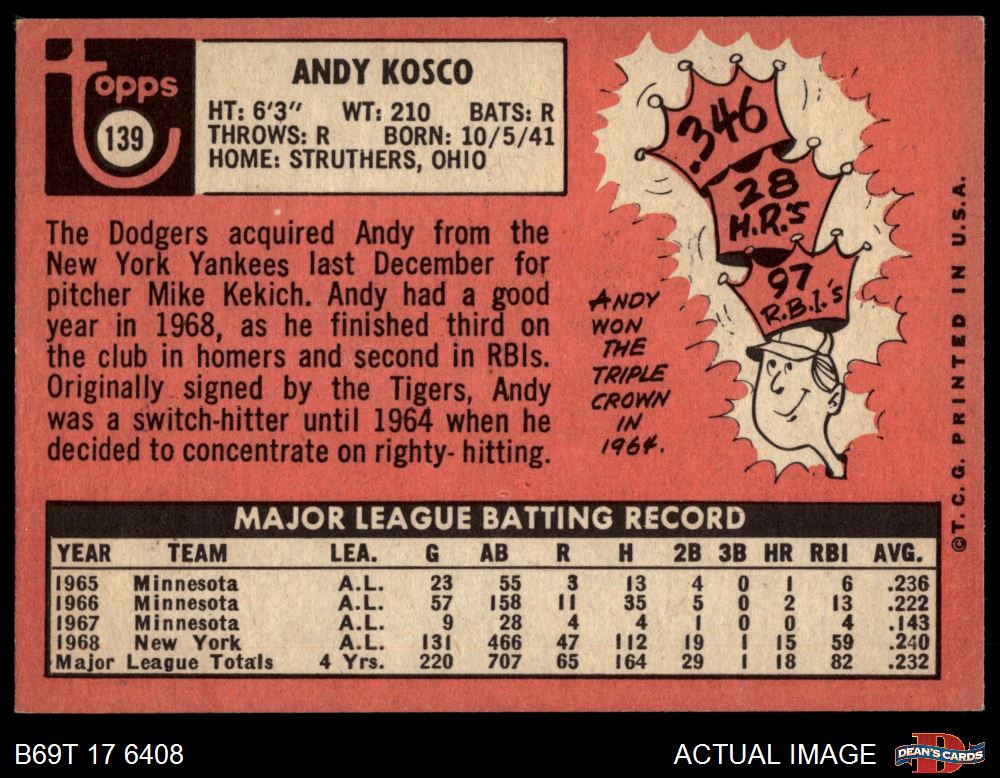 topps
139
ANDY KOSCO
HT: 6'3" WT: 210 BATS: R
THROWS: R BORN: 10/5/41
HOME: STRUTHERS, OHIO
The Dodgers acquired Andy from the
New York Yankees last December for
pitcher Mike Kekich. Andy had a good
year in 1968, as he finished third on
the club in homers and second in RBIs.
Originally signed by the Tigers, Andy
was a switch-hitter until 1964 when he
decided to concentrate on righty-hitting.
.346
28
H.R.'S
97
R.B.I.'s
ANDY
WON
THE
TRIPLE
CROWN
IN
1964.
©T.C.G. PRINTED IN U.S.A.
MAJOR LEAGUE BATTING RECORD
YEAR TEAM LEA. G AB R H 2B 3B HR RBI AVG.
1965 Minnesota A.L. 23 55 3 13 4 0 1 6 .236
1966 Minnesota A.L. 57 158 11 35 5 0 2 13 .222
1967 Minnesota A.L. 9 28 4 4 1 0 0 4 .143
1968 New York A.L. 131 466 47 112 19 1 15 59 .240
Major League Totals 4 Yrs. 220 707 65 164 29 1 18 82 .232
B69T 17 6408
ACTUAL IMAGE
D
DEAN'S CARDS